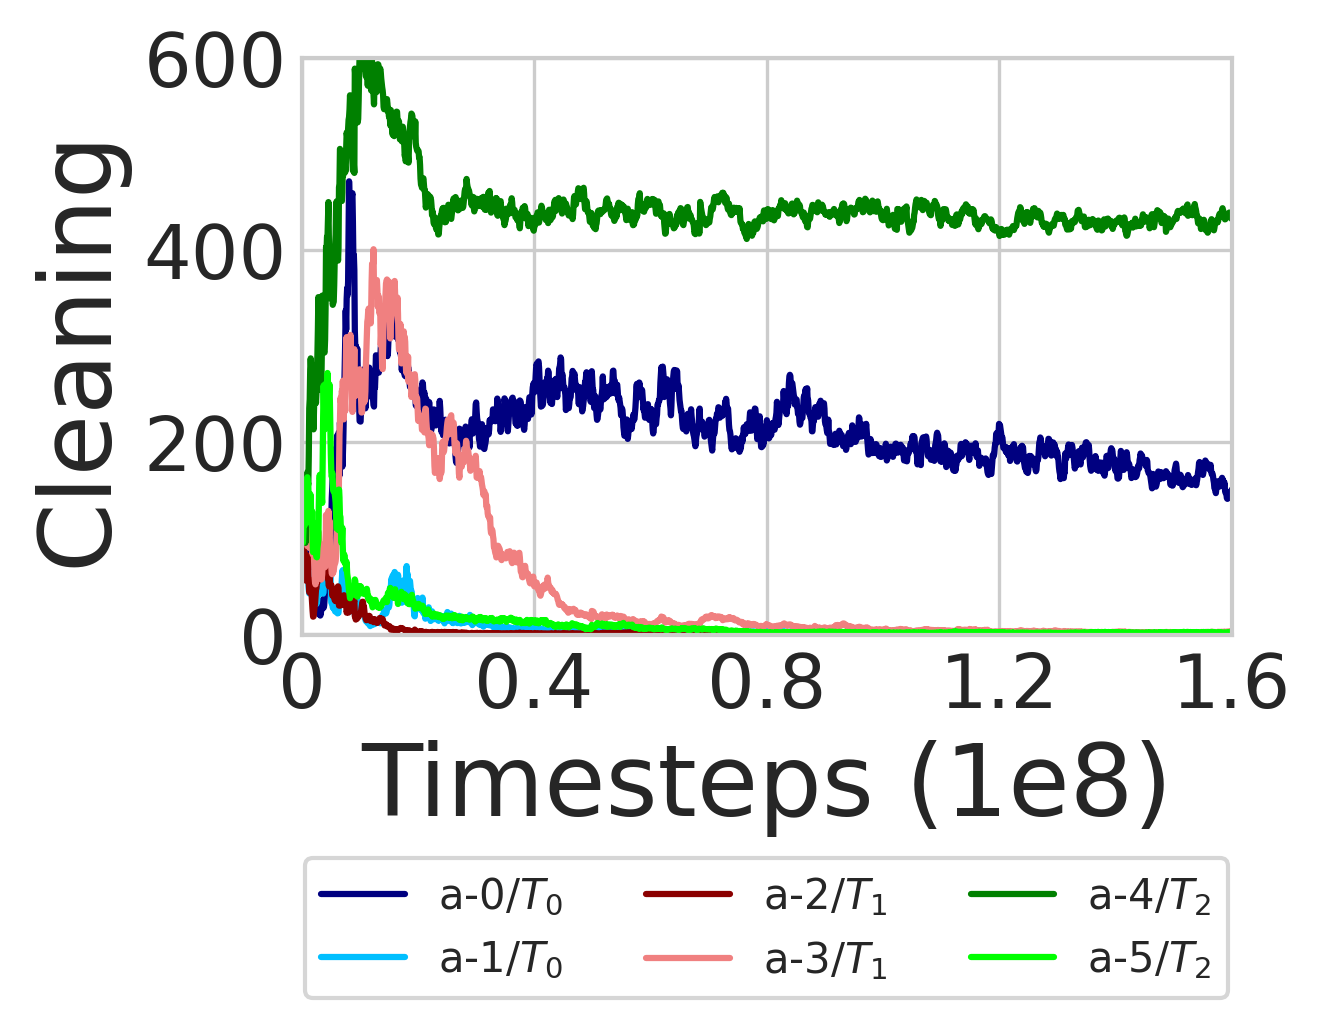 600
400
200
0
Cleaning
0 0.4 0.8 1.2 1.6
Timesteps (1e8)
a-0/T₀ a-2/T₁ a-4/T₂
a-1/T₀ a-3/T₁ a-5/T₂